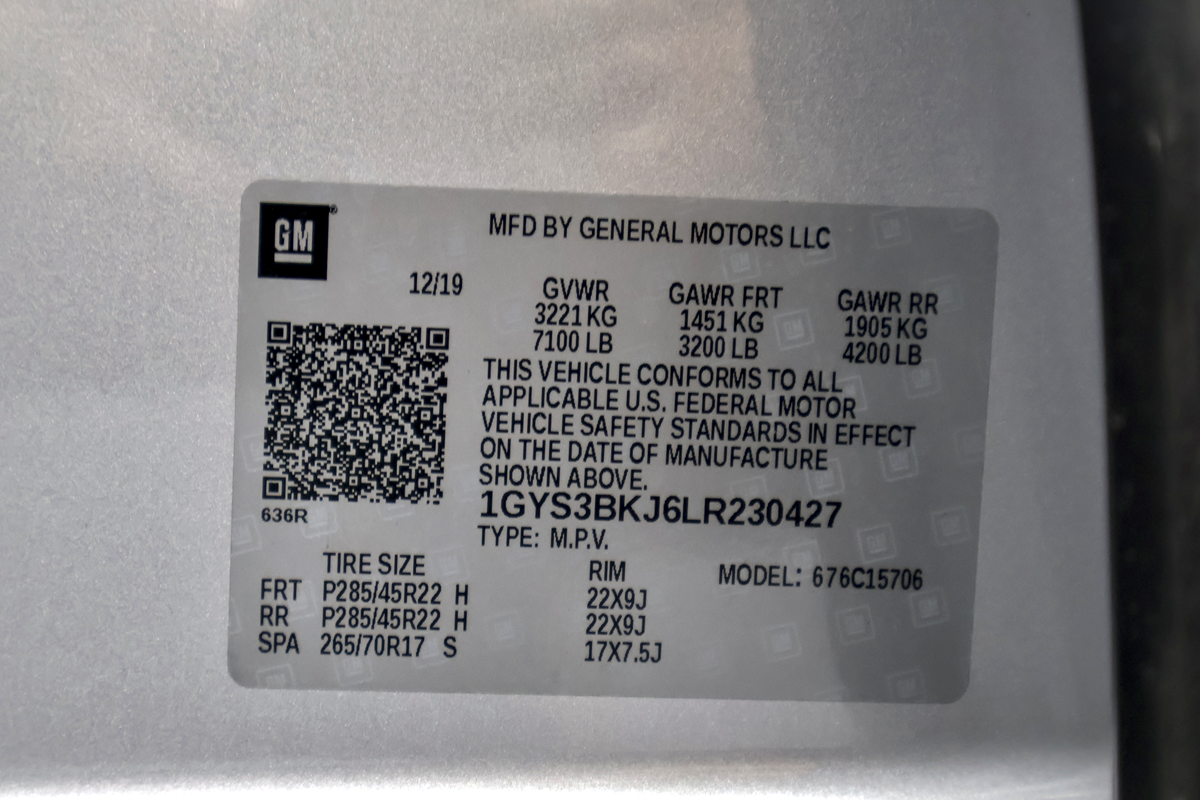 GM®
MFD BY GENERAL MOTORS LLC
12/19
GVWR GAWR FRT GAWR RR
3221 KG 1451 KG 1905 KG
7100 LB 3200 LB 4200 LB
THIS VEHICLE CONFORMS TO ALL
APPLICABLE U.S. FEDERAL MOTOR
VEHICLE SAFETY STANDARDS IN EFFECT
ON THE DATE OF MANUFACTURE
SHOWN ABOVE.
636R
1GYS3BKJ6LR230427
TYPE: M.P.V.
TIRE SIZE RIM MODEL: 676C15706
FRT P285/45R22 H 22X9J
RR P285/45R22 H 22X9J
SPA 265/70R17 S 17X7.5J